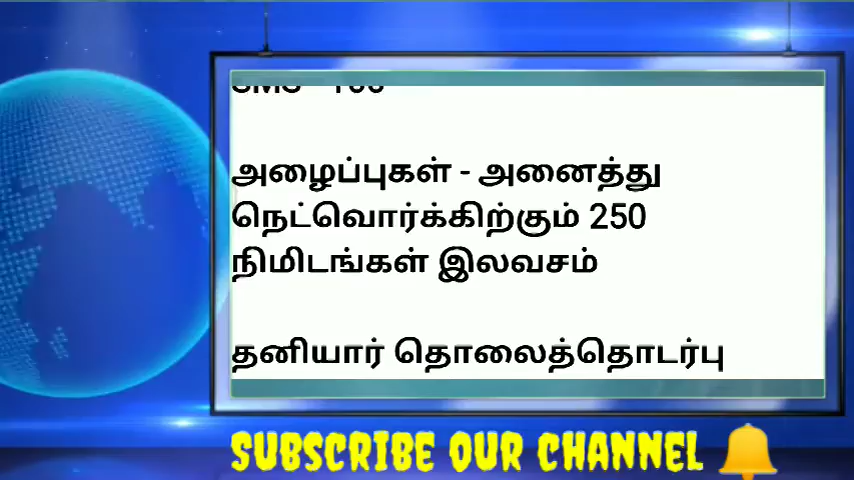 அழைப்புகள் - அனைத்து
நெட்வொர்க்கிற்கும் 250
நிமிடங்கள் இலவசம்
தனியார் தொலைத்தொடர்பு
SUBSCRIBE OUR CHANNEL